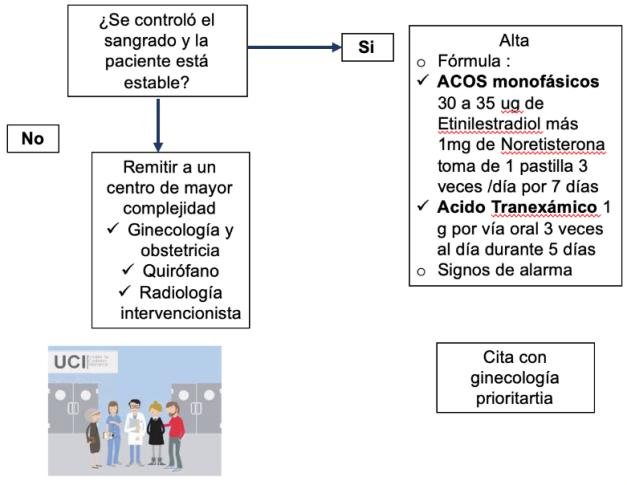 ¿Se controló el
sangrado y la
paciente está
estable?
Si
No
Remitir a un
centro de mayor
complejidad
✓ Ginecología y
obstetricia
✓ Quirófano
✓ Radiología
intervencionista
Alta
o Fórmula :
✓ ACOS monofásicos
30 a 35 ug de
Etinilestradiol más
1mg de Noretisterona
toma de 1 pastilla 3
veces /día por 7 días
✓ Acido Tranexámico 1
g por vía oral 3 veces
al día durante 5 días
o Signos de alarma
UCI
Cita con
ginecología
prioritartia